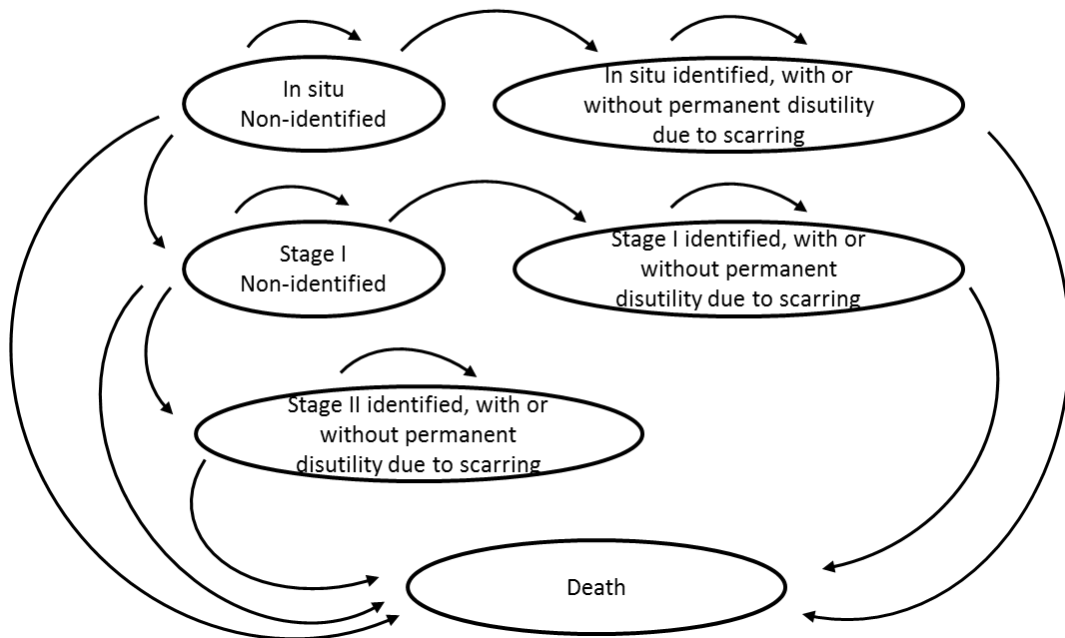 In situ
Non-identified
In situ identified, with or
without permanent disutility
due to scarring
Stage I
Non-identified
Stage I identified, with or
without permanent
disutility due to scarring
Stage II identified, with or
without permanent
disutility due to scarring
Death